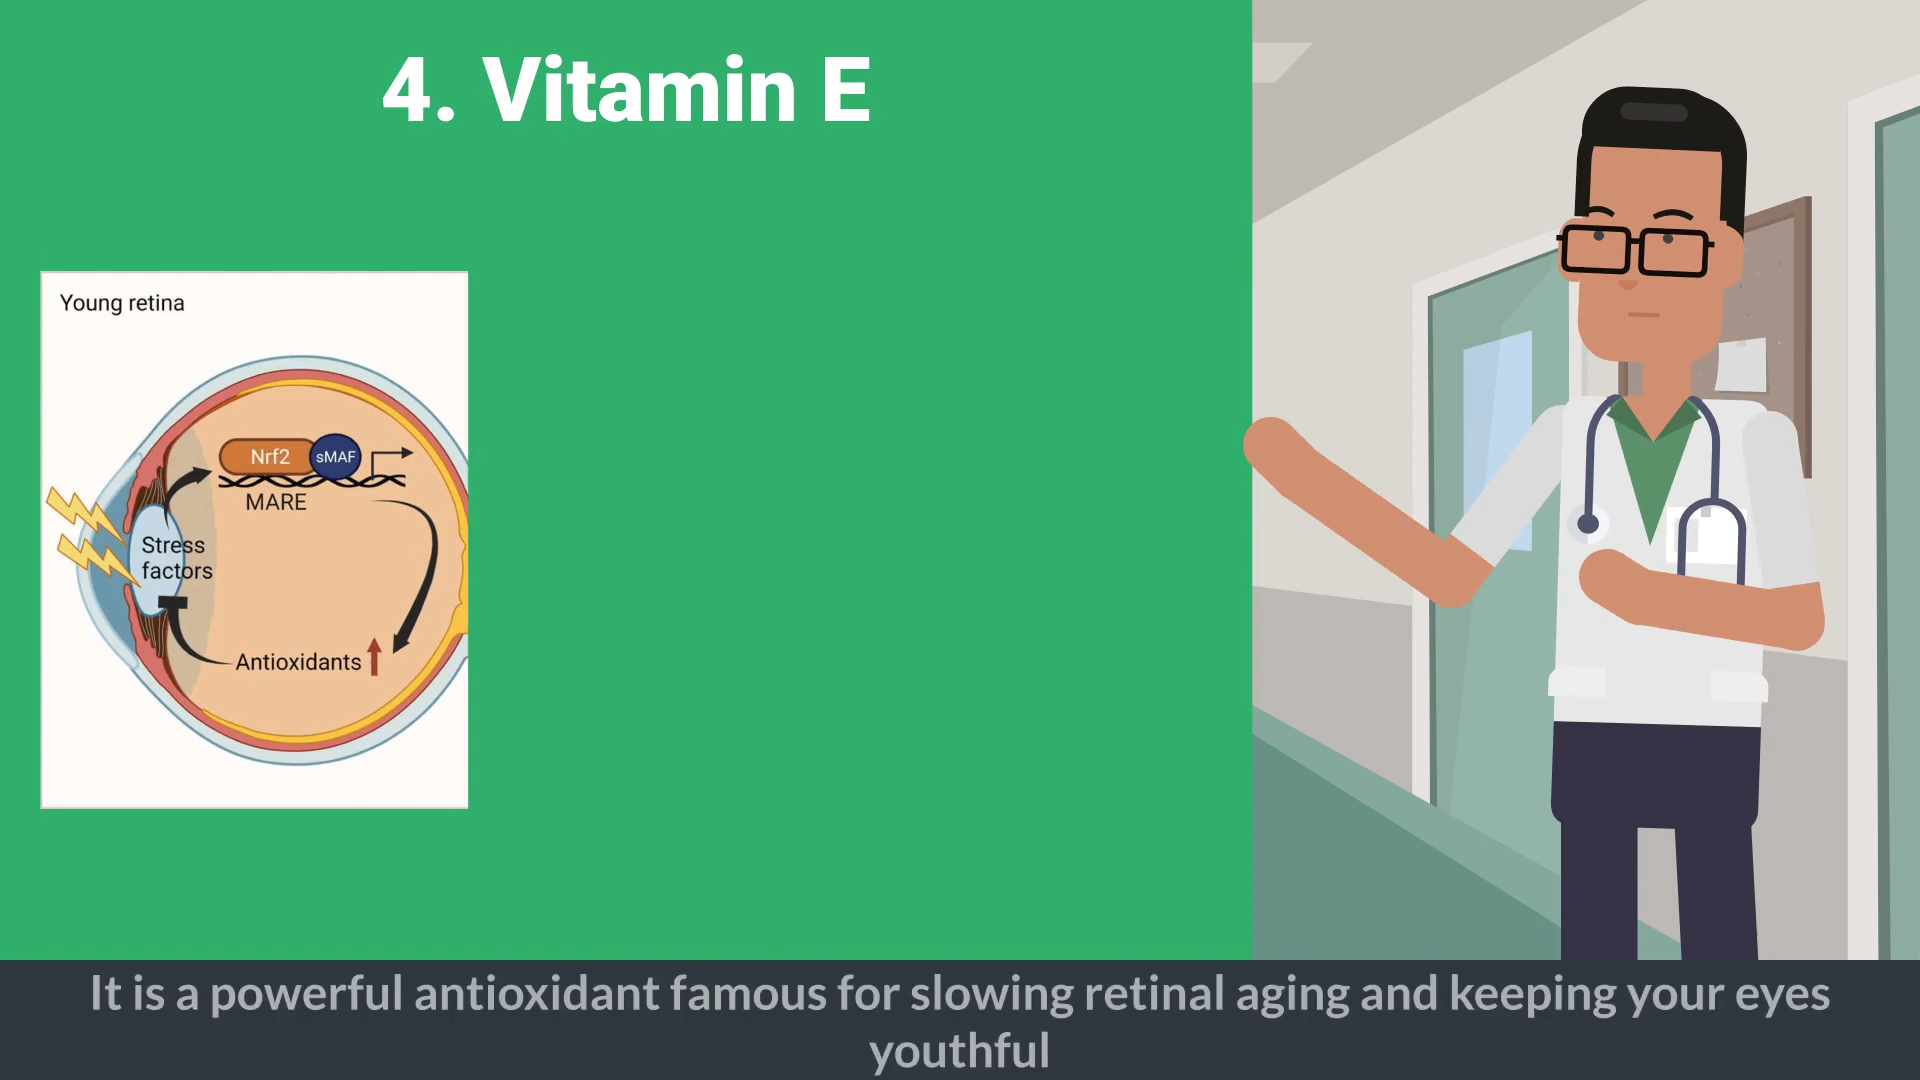 4. Vitamin E
Young retina
Nrf2
sMAF
MARE
Stress
factors
Antioxidants
It is a powerful antioxidant famous for slowing retinal aging and keeping your eyes
youthful